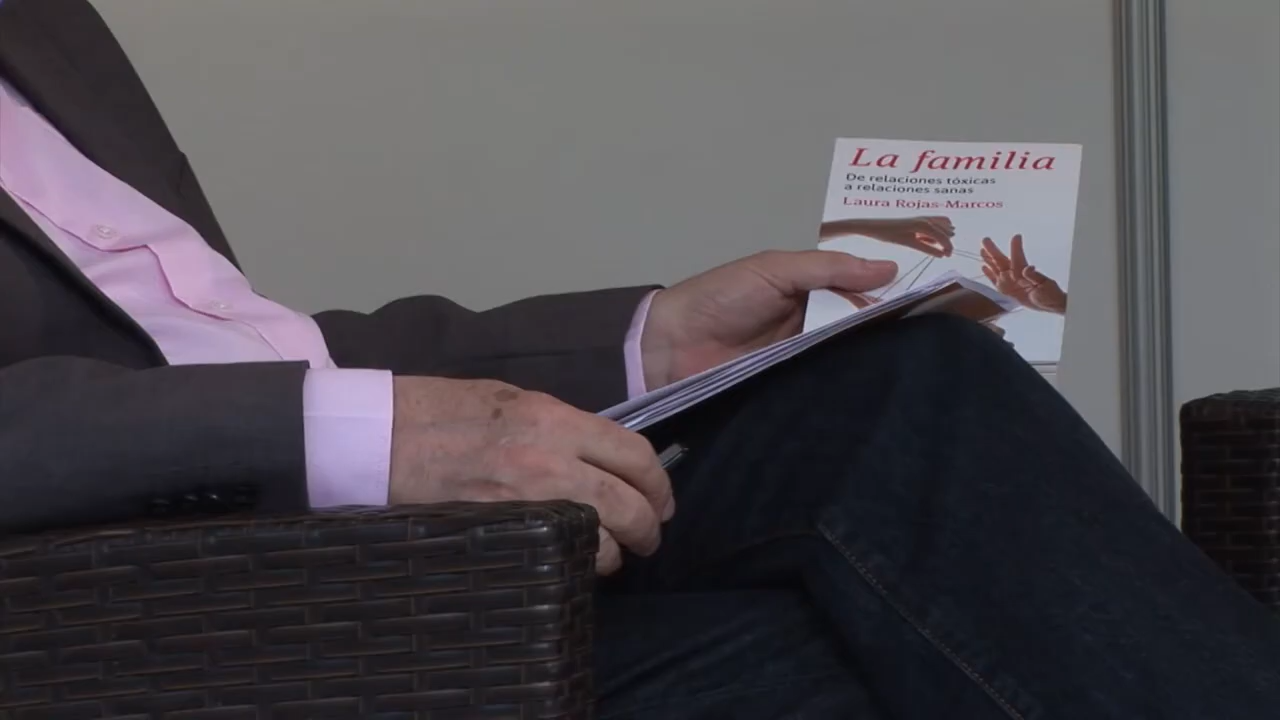 La familia
De relaciones tóxicas
a relaciones sanas
Laura Rojas-Marcos